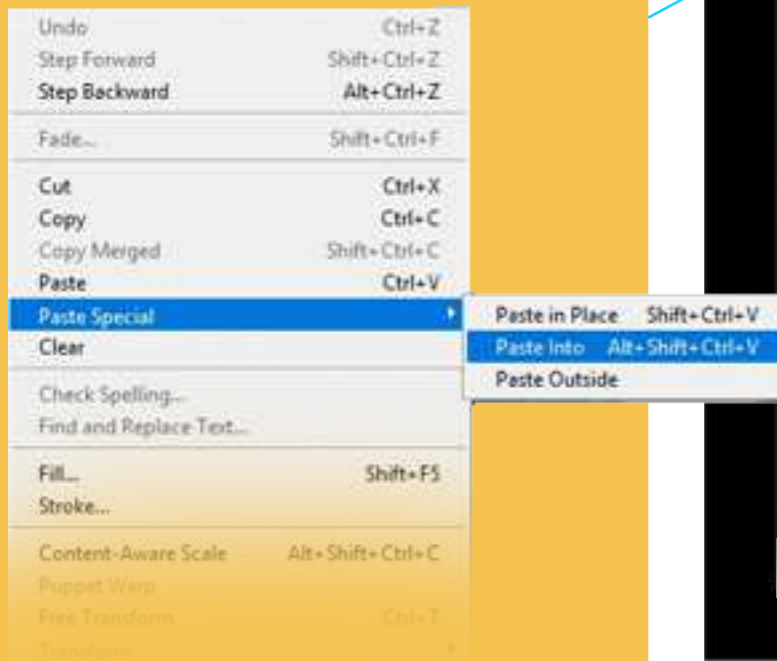 Undo Ctrl+Z
Step Forward Shift+Ctrl+Z
Step Backward Alt+Ctrl+Z
Fade... Shift+Ctrl+F
Cut Ctrl+X
Copy Ctrl+C
Copy Merged Shift+Ctrl+C
Paste Ctrl+V
Paste Special
Paste in Place Shift+Ctrl+V
Clear
Paste Into Alt+Shift+Ctrl+V
Paste Outside
Check Spelling...
Find and Replace Text...
Fill... Shift+F5
Stroke...
Content-Aware Scale Alt+Shift+Ctrl+C
Puppet Warp
Free Transform Ctrl+T
Transform